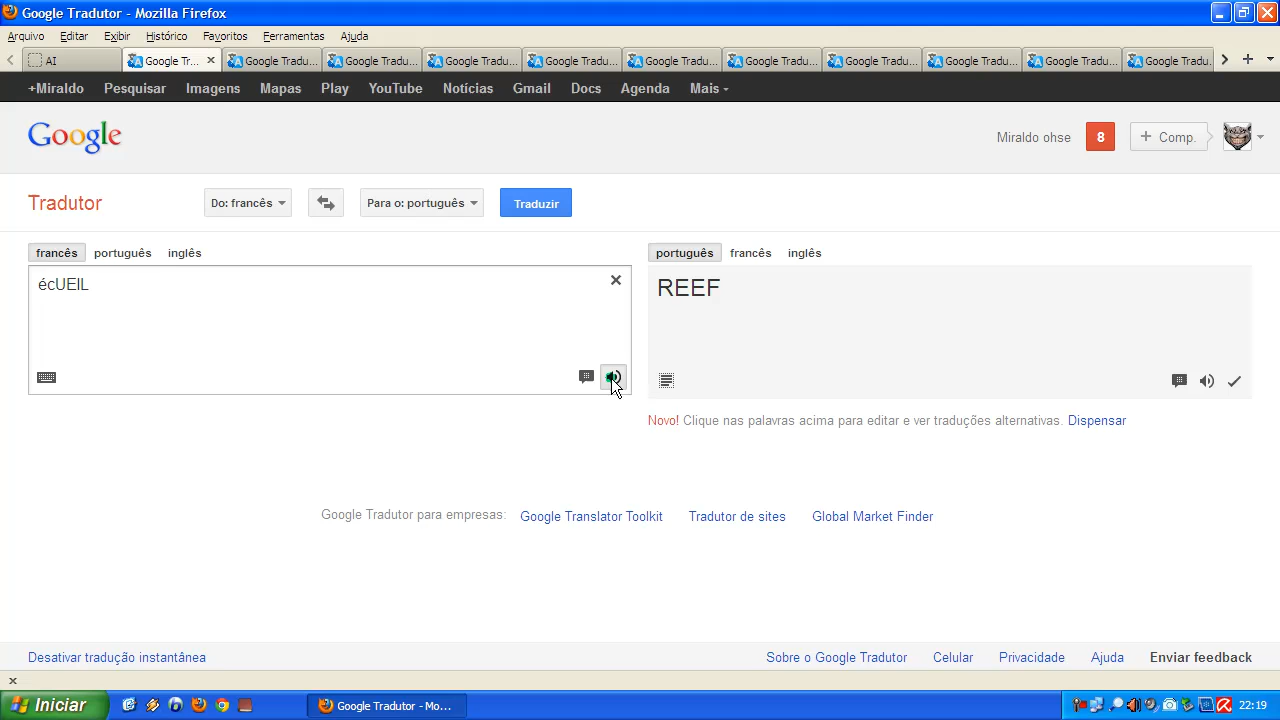 Google Tradutor - Mozilla Firefox
Arquivo Editar Exibir Histórico Favoritos Ferramentas Ajuda
AI Google Tr... Google Tradu... Google Tradu... Google Tradu... Google Tradu... Google Tradu... Google Tradu... Google Tradu... Google Tradu... Google Tradu... Google Tradu
+Miraldo Pesquisar Imagens Mapas Play YouTube Notícias Gmail Docs Agenda Mais
Google Miraldo ohse 8 + Comp.
Tradutor Do: francês Para o: português Traduzir
francês português inglês português francês inglês
écUEIL REEF
Novo! Clique nas palavras acima para editar e ver traduções alternativas. Dispensar
Google Tradutor para empresas: Google Translator Toolkit Tradutor de sites Global Market Finder
Desativar tradução instantânea Sobre o Google Tradutor Celular Privacidade Ajuda Enviar feedback
x
Iniciar Google Tradutor - Mo... 22:19